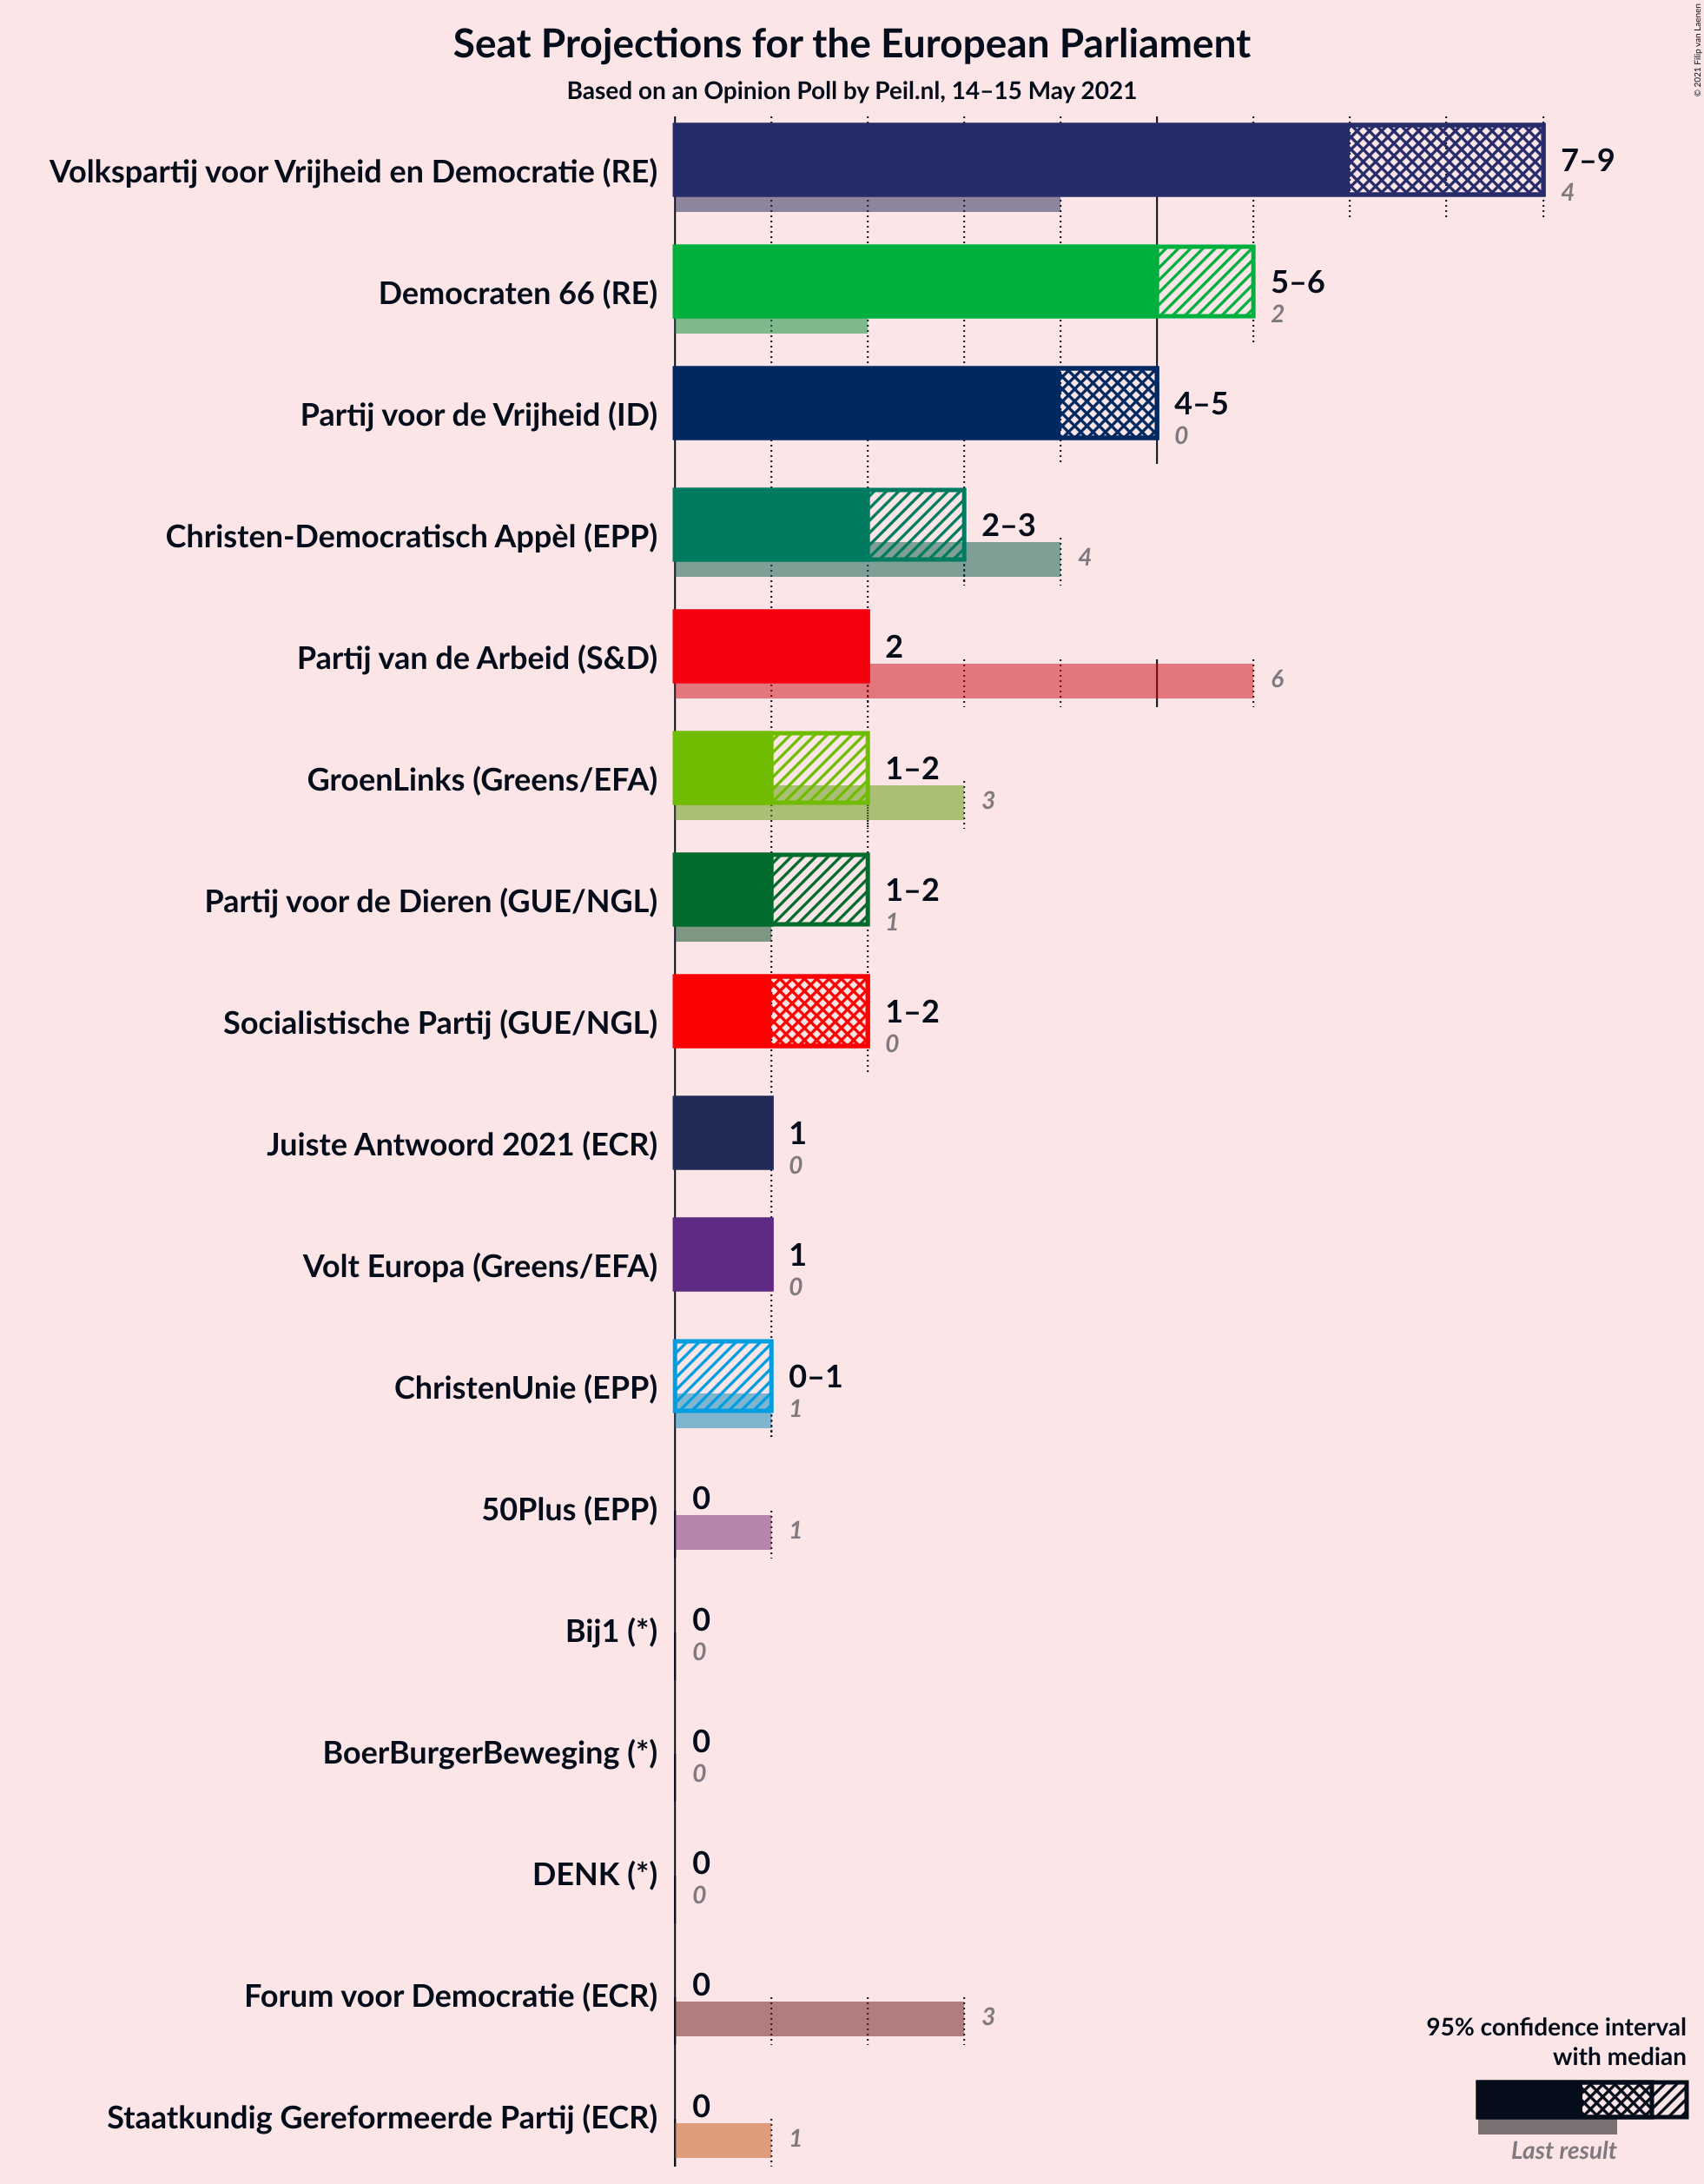 Seat Projections for the European Parliament
Based on an Opinion Poll by Peil.nl, 14–15 May 2021
© 2021 Filip van Laenen
Volkspartij voor Vrijheid en Democratie (RE)
7–9
4
Democraten 66 (RE)
5–6
2
Partij voor de Vrijheid (ID)
4–5
0
Christen-Democratisch Appèl (EPP)
2–3
4
Partij van de Arbeid (S&D)
2
6
GroenLinks (Greens/EFA)
1–2
3
Partij voor de Dieren (GUE/NGL)
1–2
1
Socialistische Partij (GUE/NGL)
1–2
0
Juiste Antwoord 2021 (ECR)
1
0
Volt Europa (Greens/EFA)
1
0
ChristenUnie (EPP)
0–1
1
50Plus (EPP)
0
1
Bij1 (*)
0
0
BoerBurgerBeweging (*)
0
0
DENK (*)
0
0
Forum voor Democratie (ECR)
0
3
Staatkundig Gereformeerde Partij (ECR)
0
1
95% confidence interval
with median
Last result